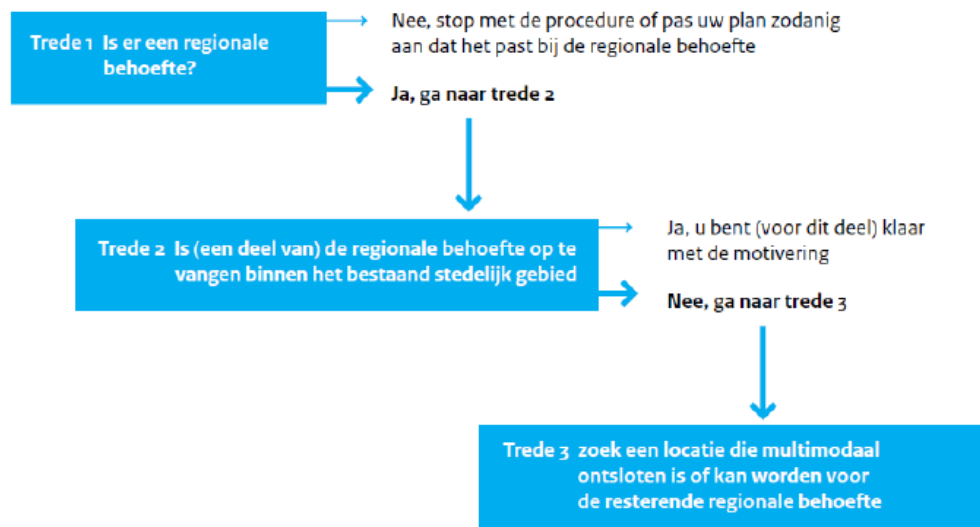 Trede 1 Is er een regionale
behoefte?
Nee, stop met de procedure of pas uw plan zodanig
aan dat het past bij de regionale behoefte
Ja, ga naar trede 2
Trede 2 Is (een deel van) de regionale behoefte op te
vangen binnen het bestaand stedelijk gebied
Ja, u bent (voor dit deel) klaar
met de motivering
Nee, ga naar trede 3
Trede 3 zoek een locatie die multimodaal
ontsloten is of kan worden voor
de resterende regionale behoefte